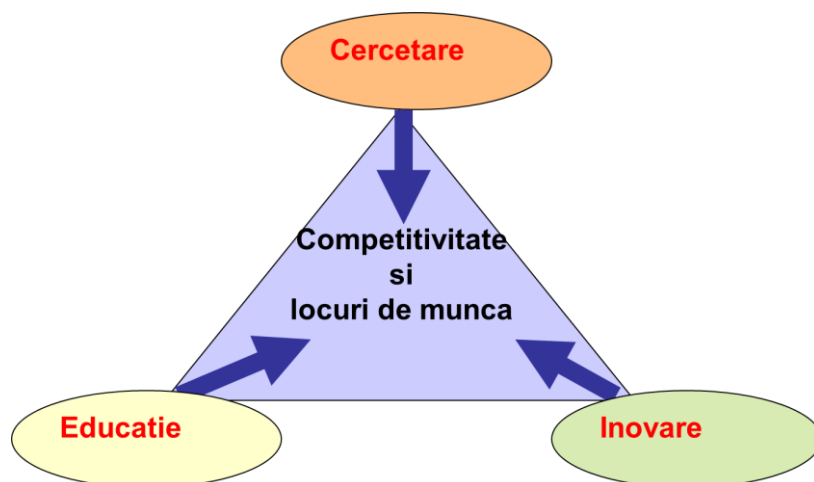 Cercetare
Competitivitate
si
locuri de munca
Educatie
Inovare